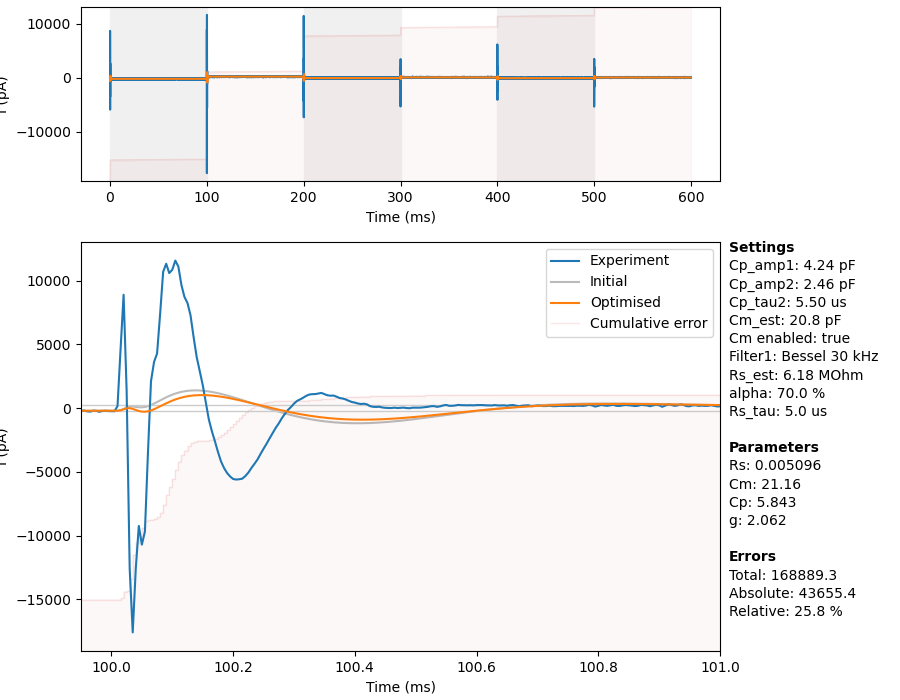 10000
0
−10000
I (pA)
0
100
200
300
400
500
600
Time (ms)
10000
5000
0
−5000
−10000
−15000
I (pA)
100.0
100.2
100.4
100.6
100.8
101.0
Time (ms)
Experiment
Initial
Optimised
Cumulative error
Settings
Cp_amp1: 4.24 pF
Cp_amp2: 2.46 pF
Cp_tau2: 5.50 us
Cm_est: 20.8 pF
Cm enabled: true
Filter1: Bessel 30 kHz
Rs_est: 6.18 MOhm
alpha: 70.0 %
Rs_tau: 5.0 us
Parameters
Rs: 0.005096
Cm: 21.16
Cp: 5.843
g: 2.062
Errors
Total: 168889.3
Absolute: 43655.4
Relative: 25.8 %